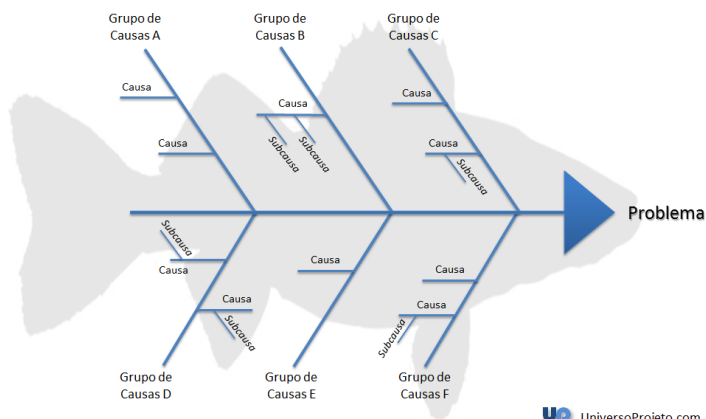 Grupo de
Causas A
Grupo de
Causas B
Grupo de
Causas C
Causa
Causa
Causa
Subcausa
Subcausa
Causa
Causa
Subcausa
Problema
Subcausa
Causa
Causa
Subcausa
Causa
Causa
Causa
Subcausa
Grupo de
Causas D
Grupo de
Causas E
Grupo de
Causas F
UniversoProjeto.com